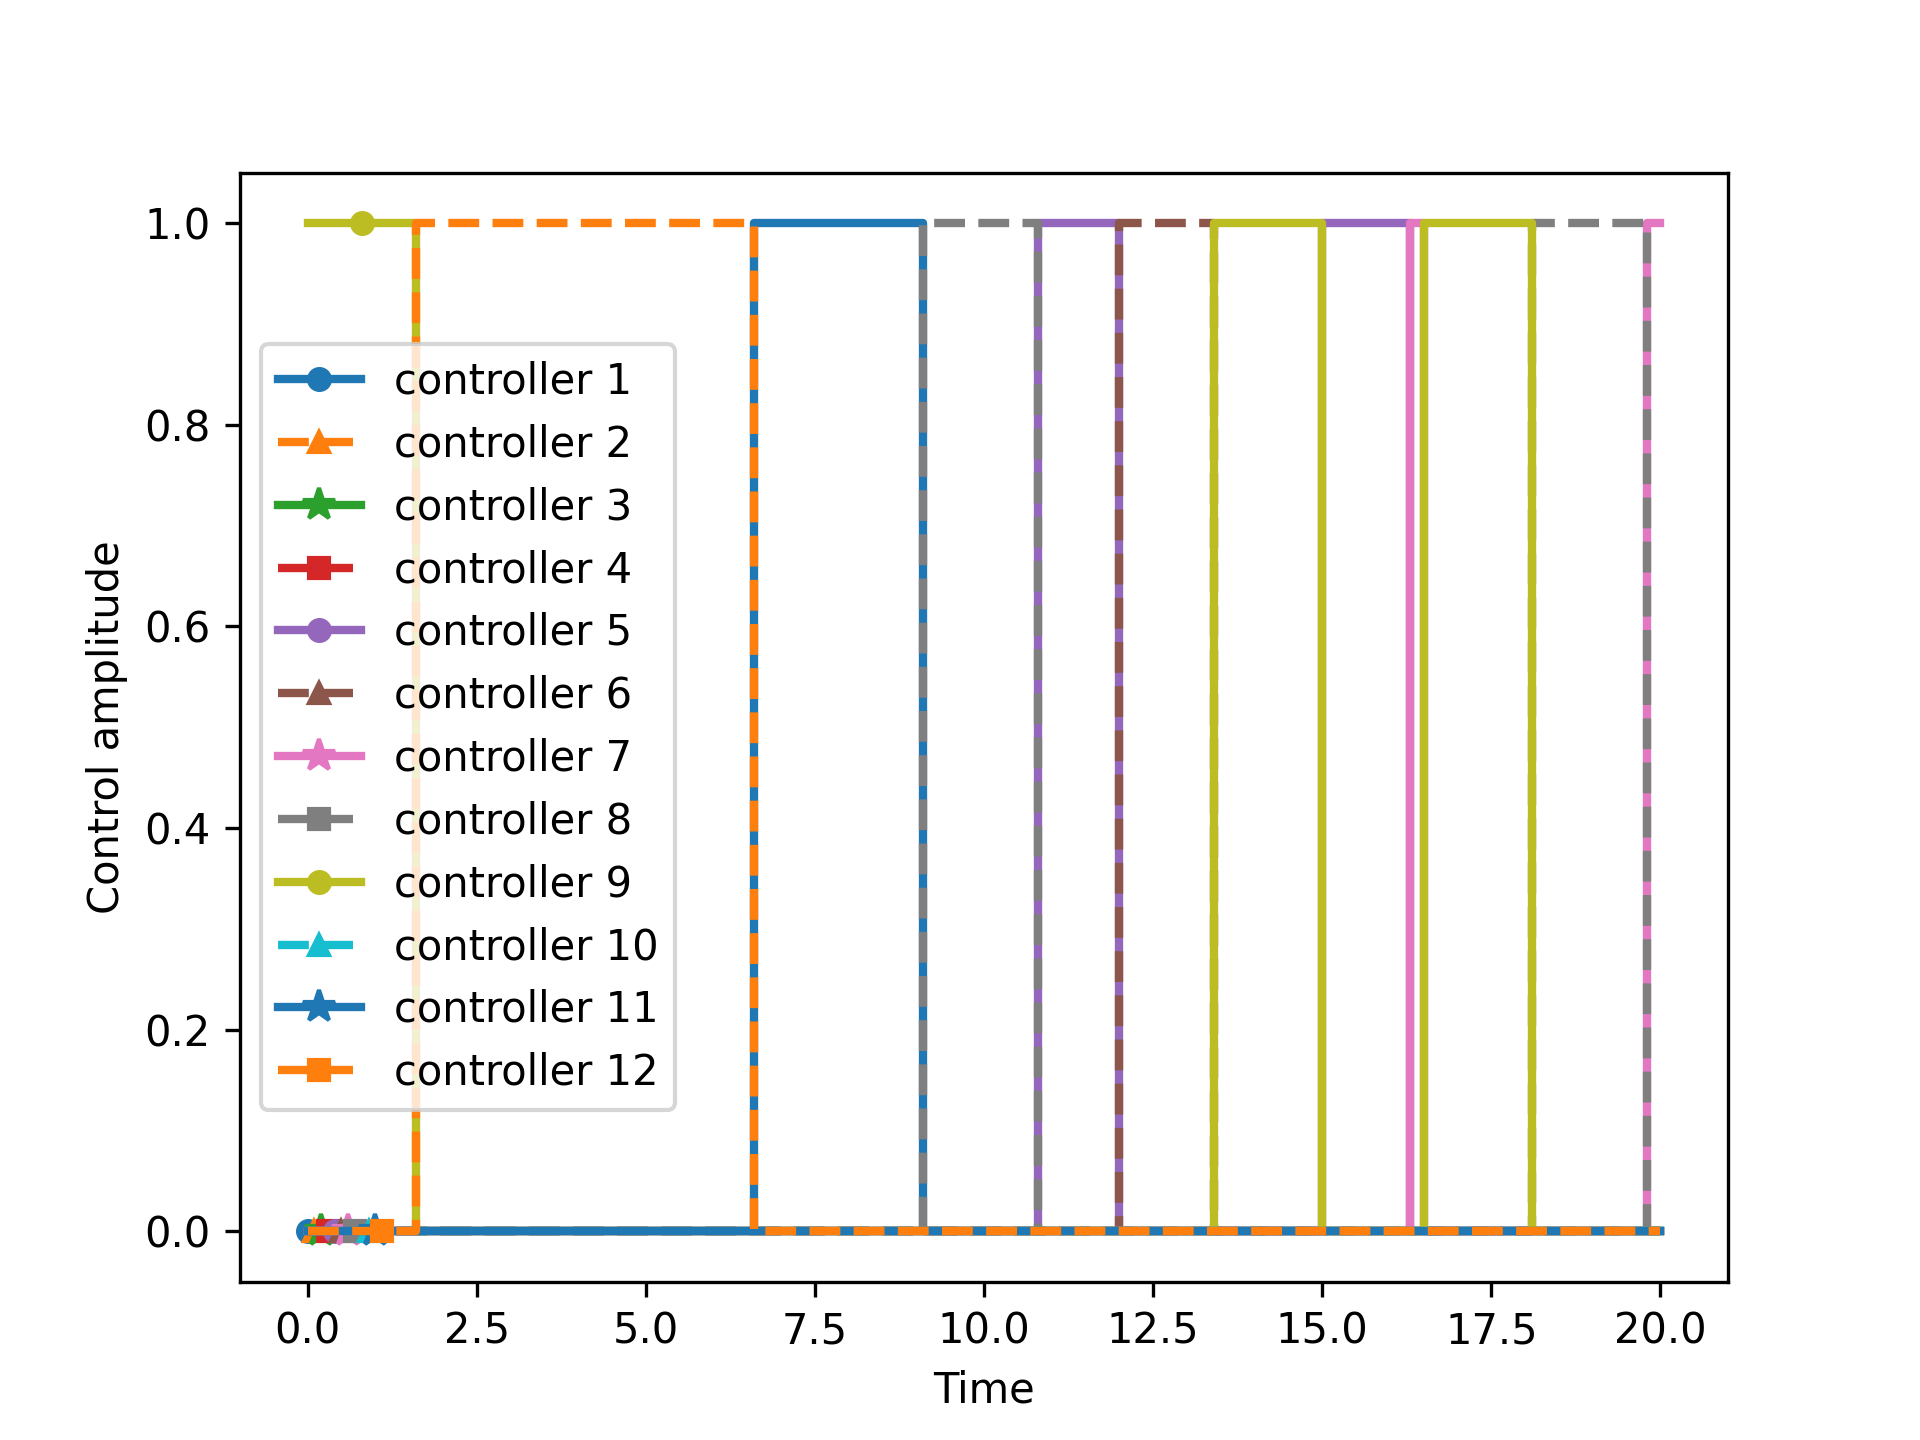 1.0
0.8
0.6
0.4
0.2
0.0
Control amplitude
controller 1
controller 2
controller 3
controller 4
controller 5
controller 6
controller 7
controller 8
controller 9
controller 10
controller 11
controller 12
0.0 2.5 5.0 7.5 10.0 12.5 15.0 17.5 20.0
Time